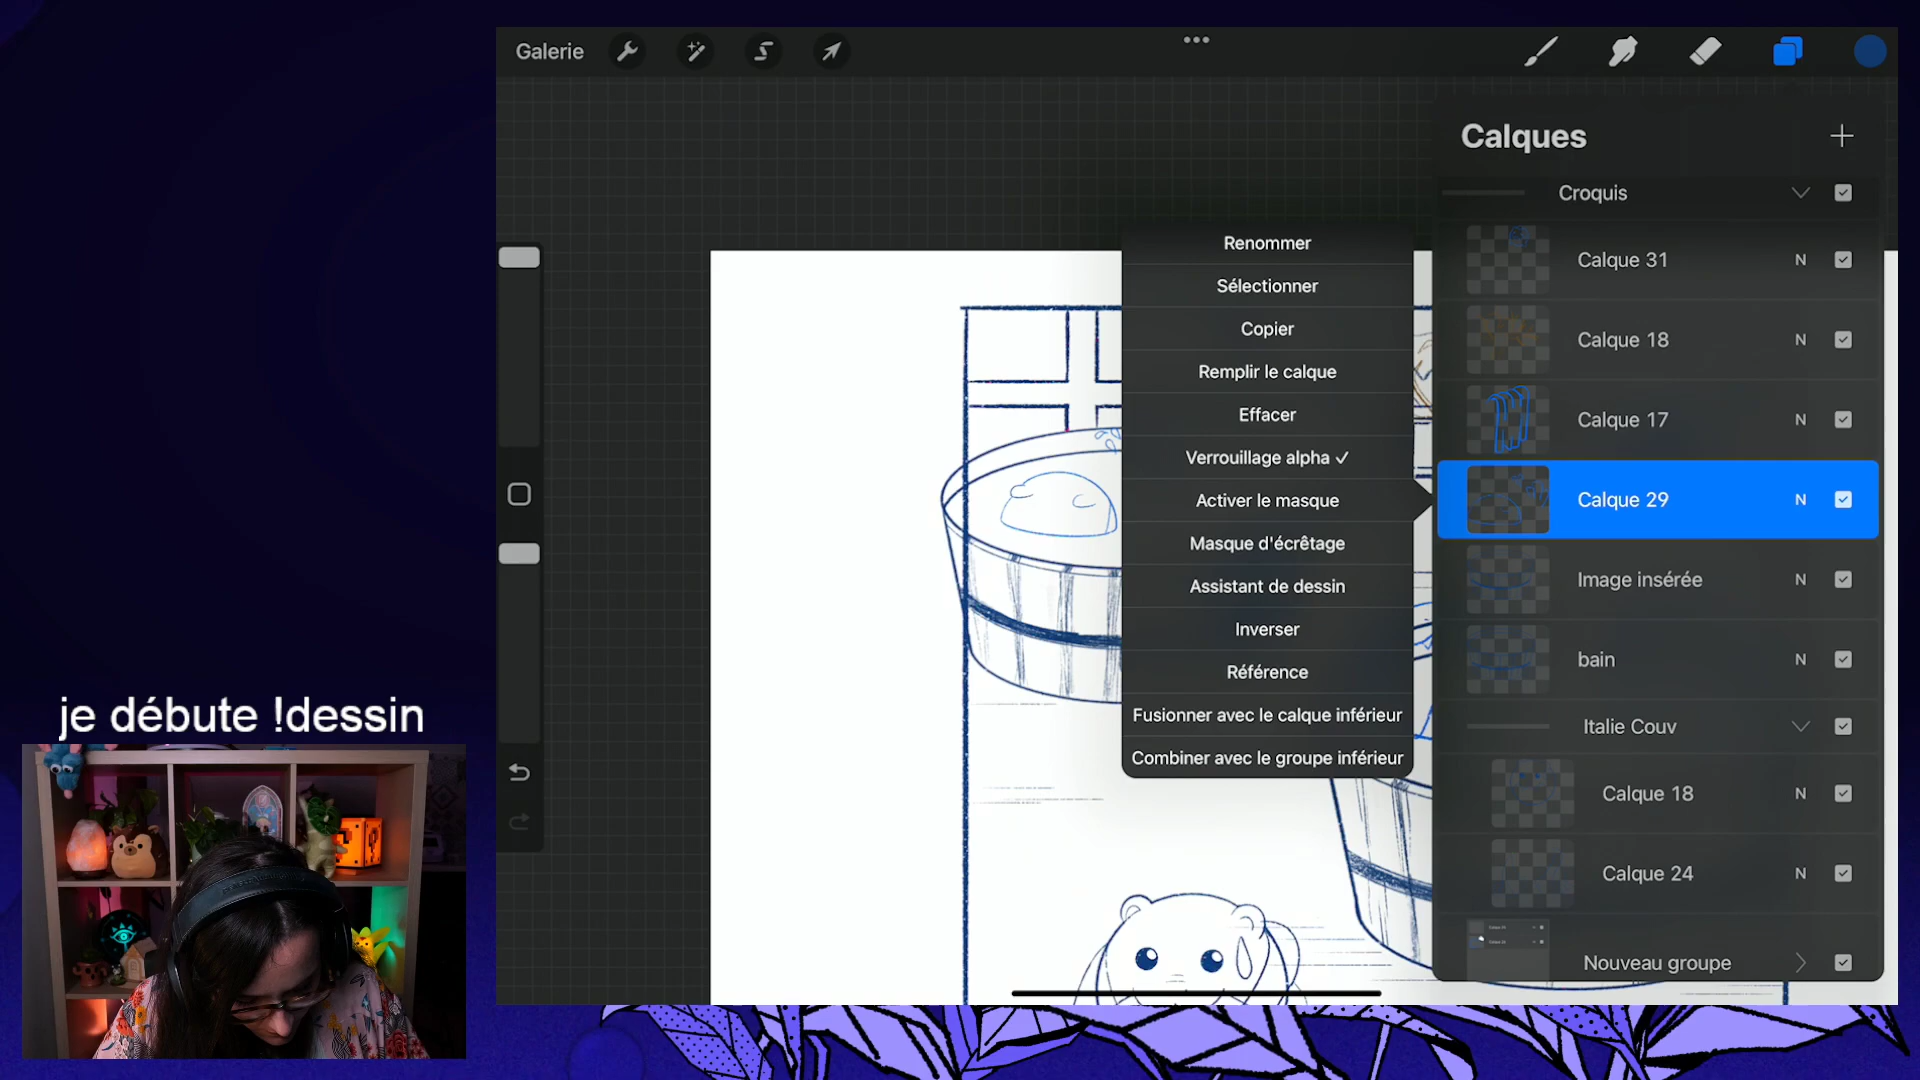 Galerie
Calques
Croquis
Calque 31
N
Calque 18
N
Calque 17
N
Calque 29
N
Image insérée
N
bain
N
Italie Couv
Calque 18
N
Calque 24
N
Nouveau groupe
Renommer
Sélectionner
Copier
Remplir le calque
Effacer
Verrouillage alpha
Activer le masque
Masque d'écrêtage
Assistant de dessin
Inverser
Référence
Fusionner avec le calque inférieur
Combiner avec le groupe inférieur
je débute !dessin